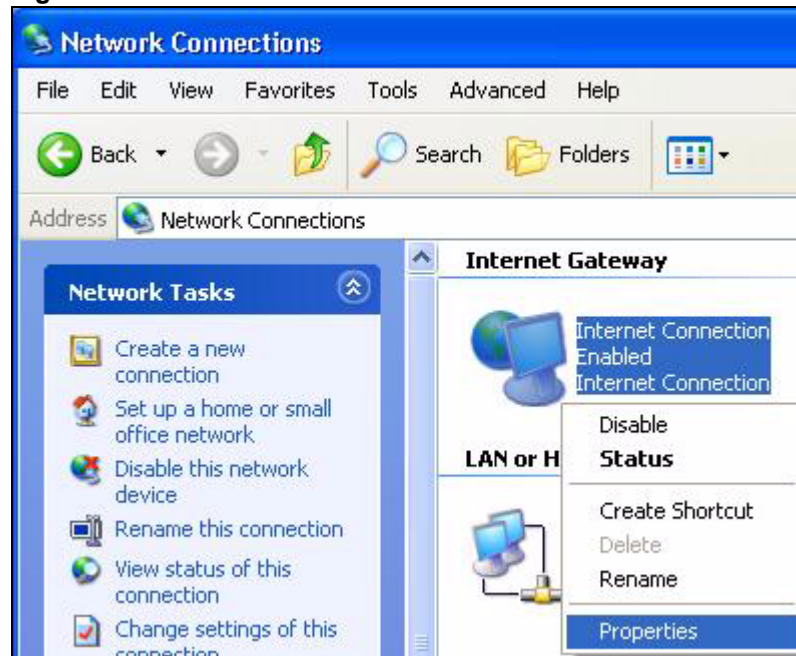 Network Connections
File Edit View Favorites Tools Advanced Help
Back Search Folders
Address Network Connections
Network Tasks
Create a new
connection
Set up a home or small
office network
Disable this network
device
Rename this connection
View status of this
connection
Change settings of this
connection
Internet Gateway
Internet Connection
Enabled
Internet Connection
LAN or H
Disable
Status
Create Shortcut
Delete
Rename
Properties